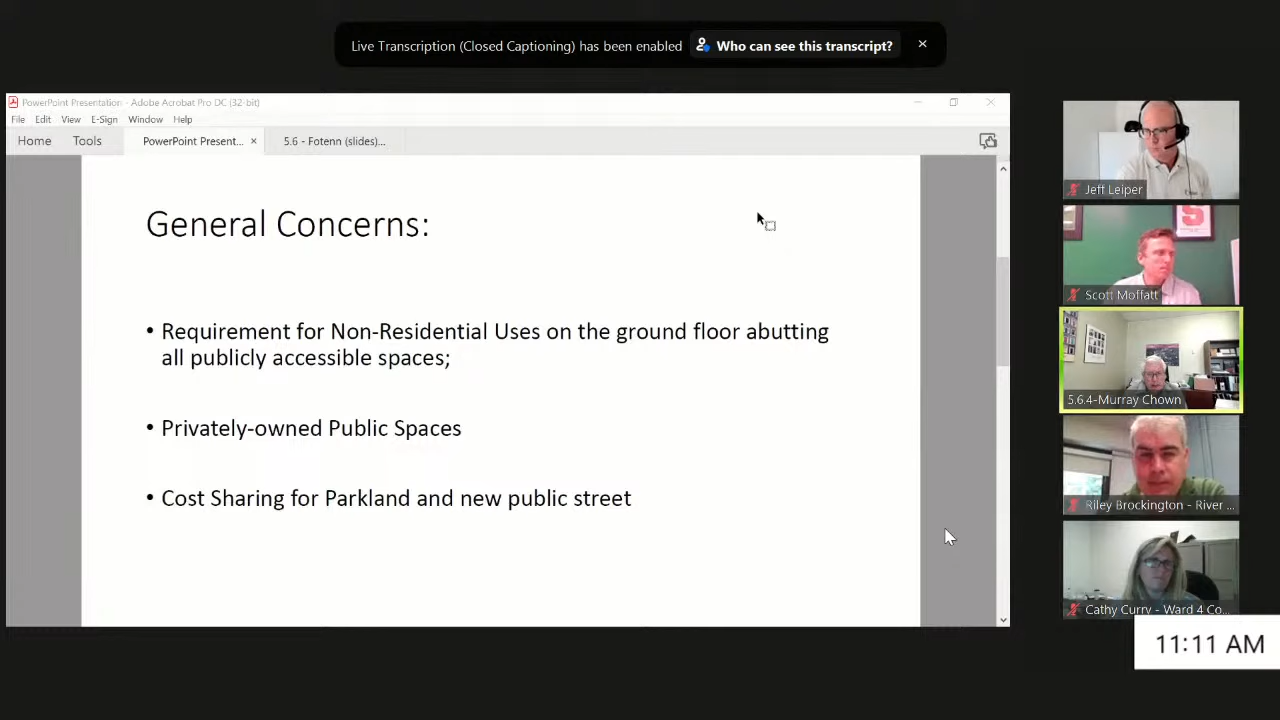 Live Transcription (Closed Captioning) has been enabled Who can see this transcript?
PowerPoint Presentation - Adobe Acrobat Pro DC (32-bit)
File Edit View E-Sign Window Help
Home Tools PowerPoint Present... 5.6 - Fotenn (slides)...
General Concerns:
• Requirement for Non-Residential Uses on the ground floor abutting
all publicly accessible spaces;
• Privately-owned Public Spaces
• Cost Sharing for Parkland and new public street
Jeff Leiper
Scott Moffatt
5.6.4-Murray Chown
Riley Brockington - River ...
Cathy Curry - Ward 4 Co...
11:11 AM